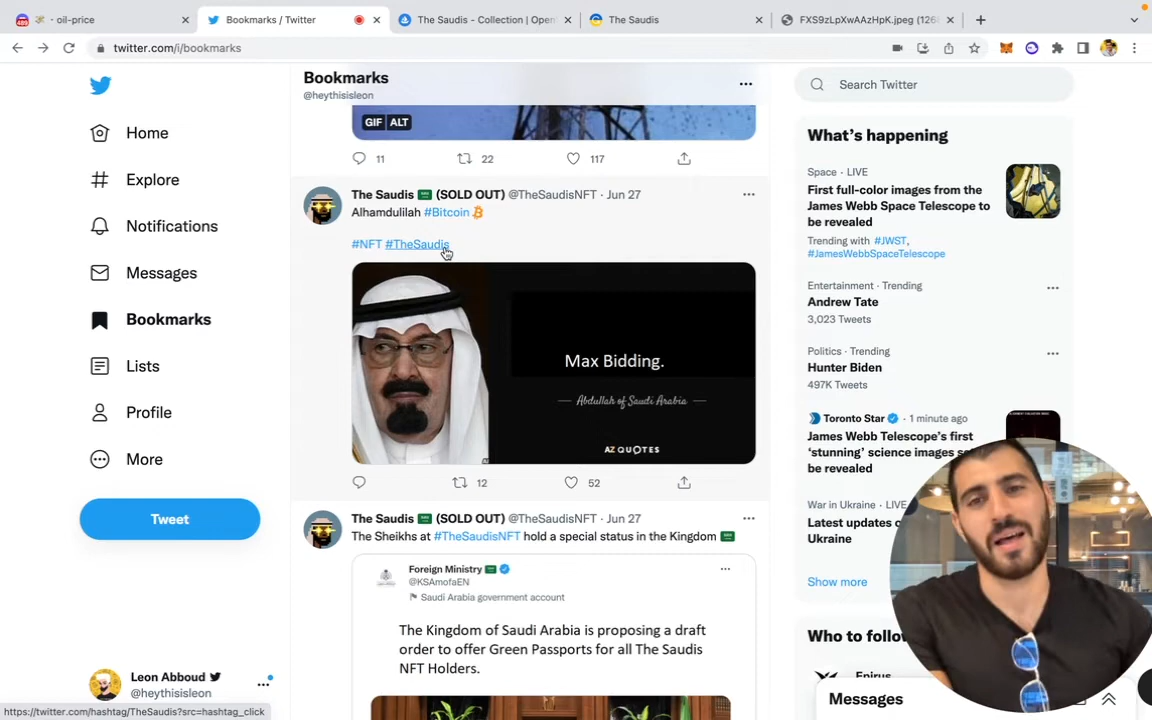 oil-price
Bookmarks / Twitter
The Saudis - Collection | Open
The Saudis
FXS9zLpXwAAzHpK.jpeg (126
twitter.com/i/bookmarks
Bookmarks
@heythisisleon
Search Twitter
Home
Explore
Notifications
Messages
Bookmarks
Lists
Profile
More
Tweet
Leon Abboud
@heythisisleon
GIF ALT
11 22 117
The Saudis 🇸🇦 (SOLD OUT) @TheSaudisNFT · Jun 27
Alhamdulilah #Bitcoin
#NFT #TheSaudis
Max Bidding.
— Abdullah of Saudi Arabia —
AZ QUOTES
12 52
The Saudis 🇸🇦 (SOLD OUT) @TheSaudisNFT · Jun 27
The Sheikhs at #TheSaudisNFT hold a special status in the Kingdom 🇸🇦
Foreign Ministry 🇸🇦
@KSAmofaEN
Saudi Arabia government account
The Kingdom of Saudi Arabia is proposing a draft
order to offer Green Passports for all The Saudis
NFT Holders.
What's happening
Space · LIVE
First full-color images from the
James Webb Space Telescope to
be revealed
Trending with #JWST,
#JamesWebbSpaceTelescope
Entertainment · Trending
Andrew Tate
3,023 Tweets
Politics · Trending
Hunter Biden
497K Tweets
Toronto Star · 1 minute ago
James Webb Telescope's first
'stunning' science images se
be revealed
War in Ukraine · LIVE
Latest updates o
Ukraine
Show more
Who to follow
Messages
https://twitter.com/hashtag/TheSaudis?src=hashtag_click